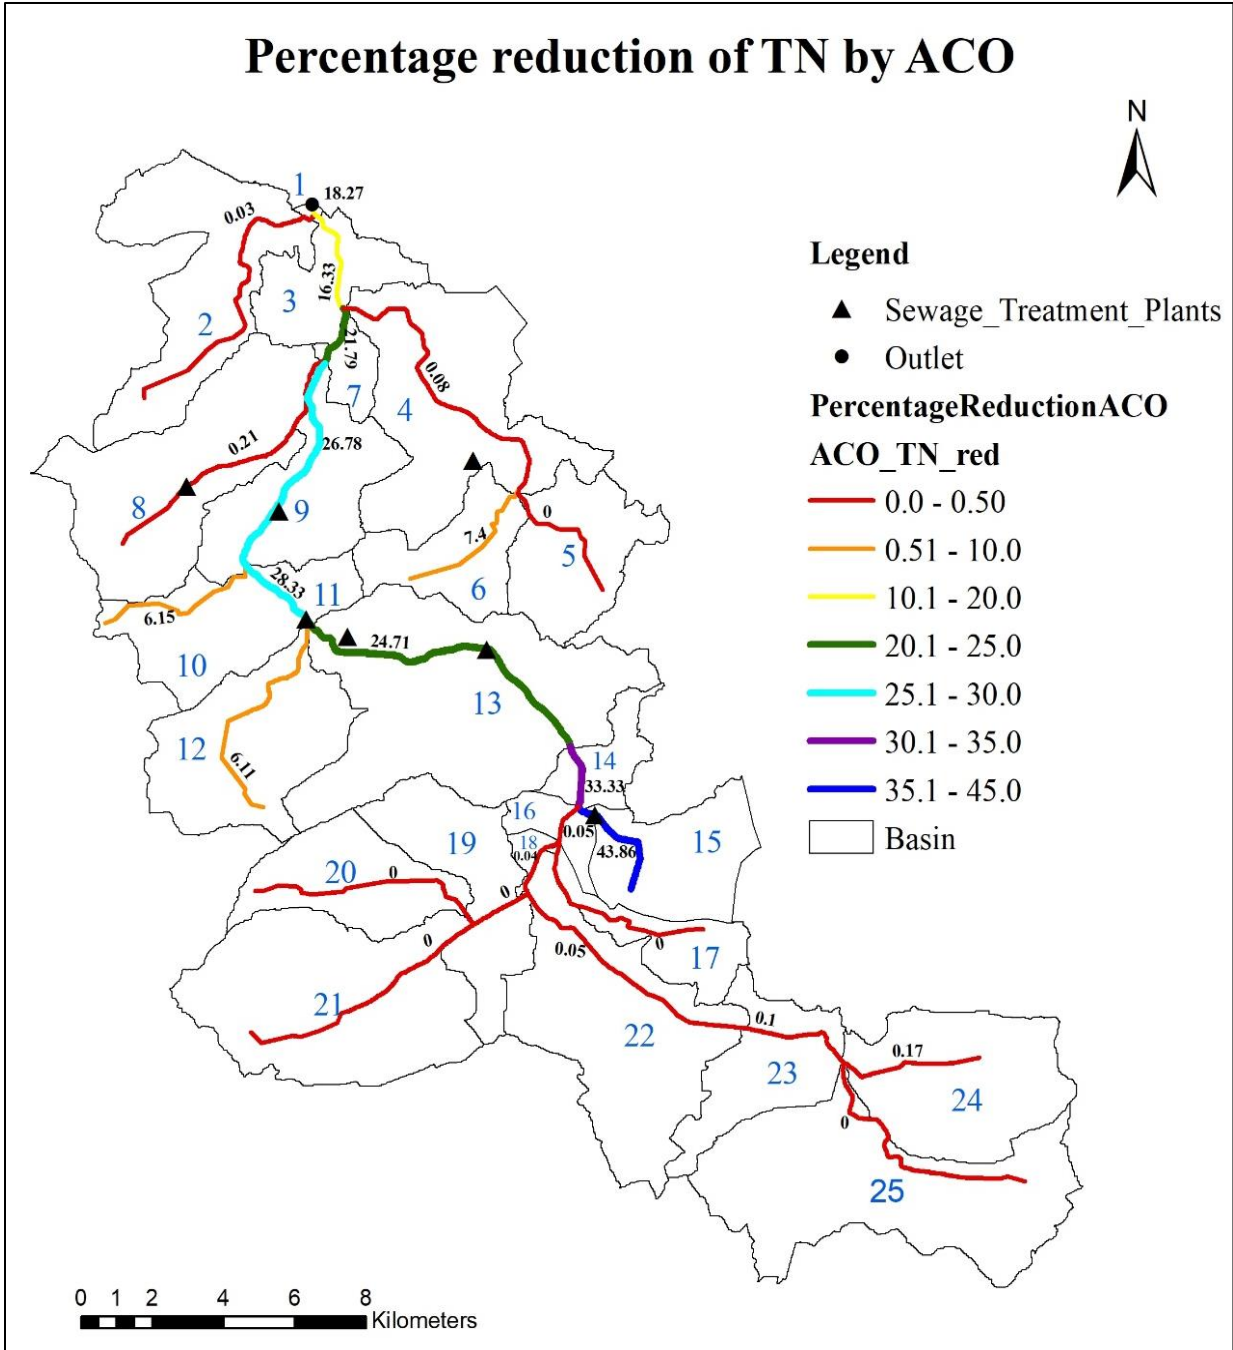 Percentage reduction of TN by ACO
N
1
18.27
0.03
Legend
Sewage_Treatment_Plants
Outlet
PercentageReductionACO
ACO_TN_red
0.0 - 0.50
0.51 - 10.0
10.1 - 20.0
20.1 - 25.0
25.1 - 30.0
30.1 - 35.0
35.1 - 45.0
Basin
16.33
3
2
21.79
0.08
7
4
0.21
26.78
8
9
0
7.4
5
28.33
11
6
6.15
24.71
10
13
12
6.11
14
33.33
16
0.05
15
19
18
0.04
43.86
20
0
0
0
0.05
0
17
21
22
0.1
23
0.17
24
0
25
0 1 2 4 6 8
Kilometers